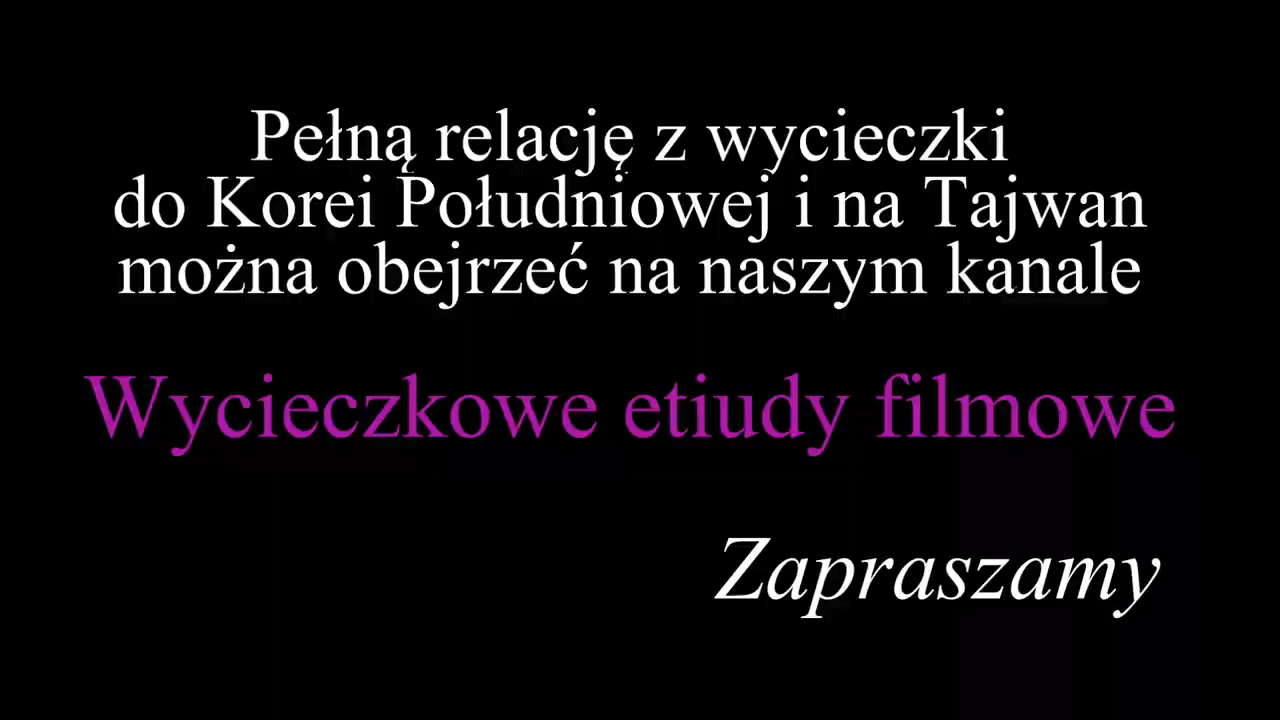 Pełną relację z wycieczki
do Korei Południowej i na Tajwan
można obejrzeć na naszym kanale
Wycieczkowe etiudy filmowe
Zapraszamy